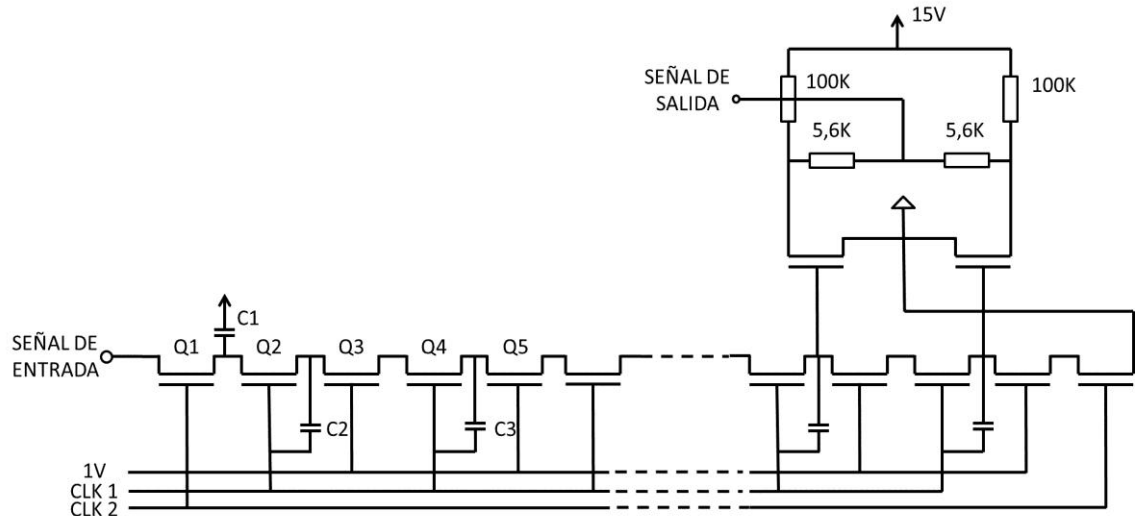 15V
SEÑAL DE
SALIDA
100K
100K
5,6K
5,6K
C1
SEÑAL DE
ENTRADA
Q1
Q2
Q3
Q4
Q5
C2
C3
1V
CLK 1
CLK 2